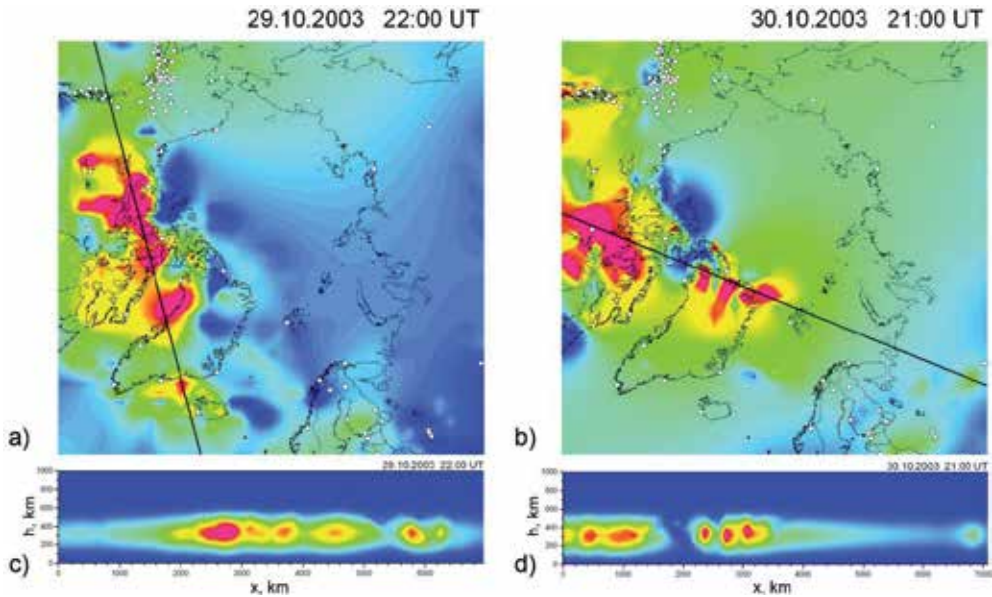 29.10.2003 22:00 UT
30.10.2003 21:00 UT
a)
b)
29.10.2003 22:00 UT
30.10.2003 21:00 UT
c)
h, km
1000
800
600
400
200
0
0 1000 2000 3000 4000 5000 6000
x, km
d)
h, km
1000
800
600
400
200
0
0 1000 2000 3000 4000 5000 6000 7000
x, km